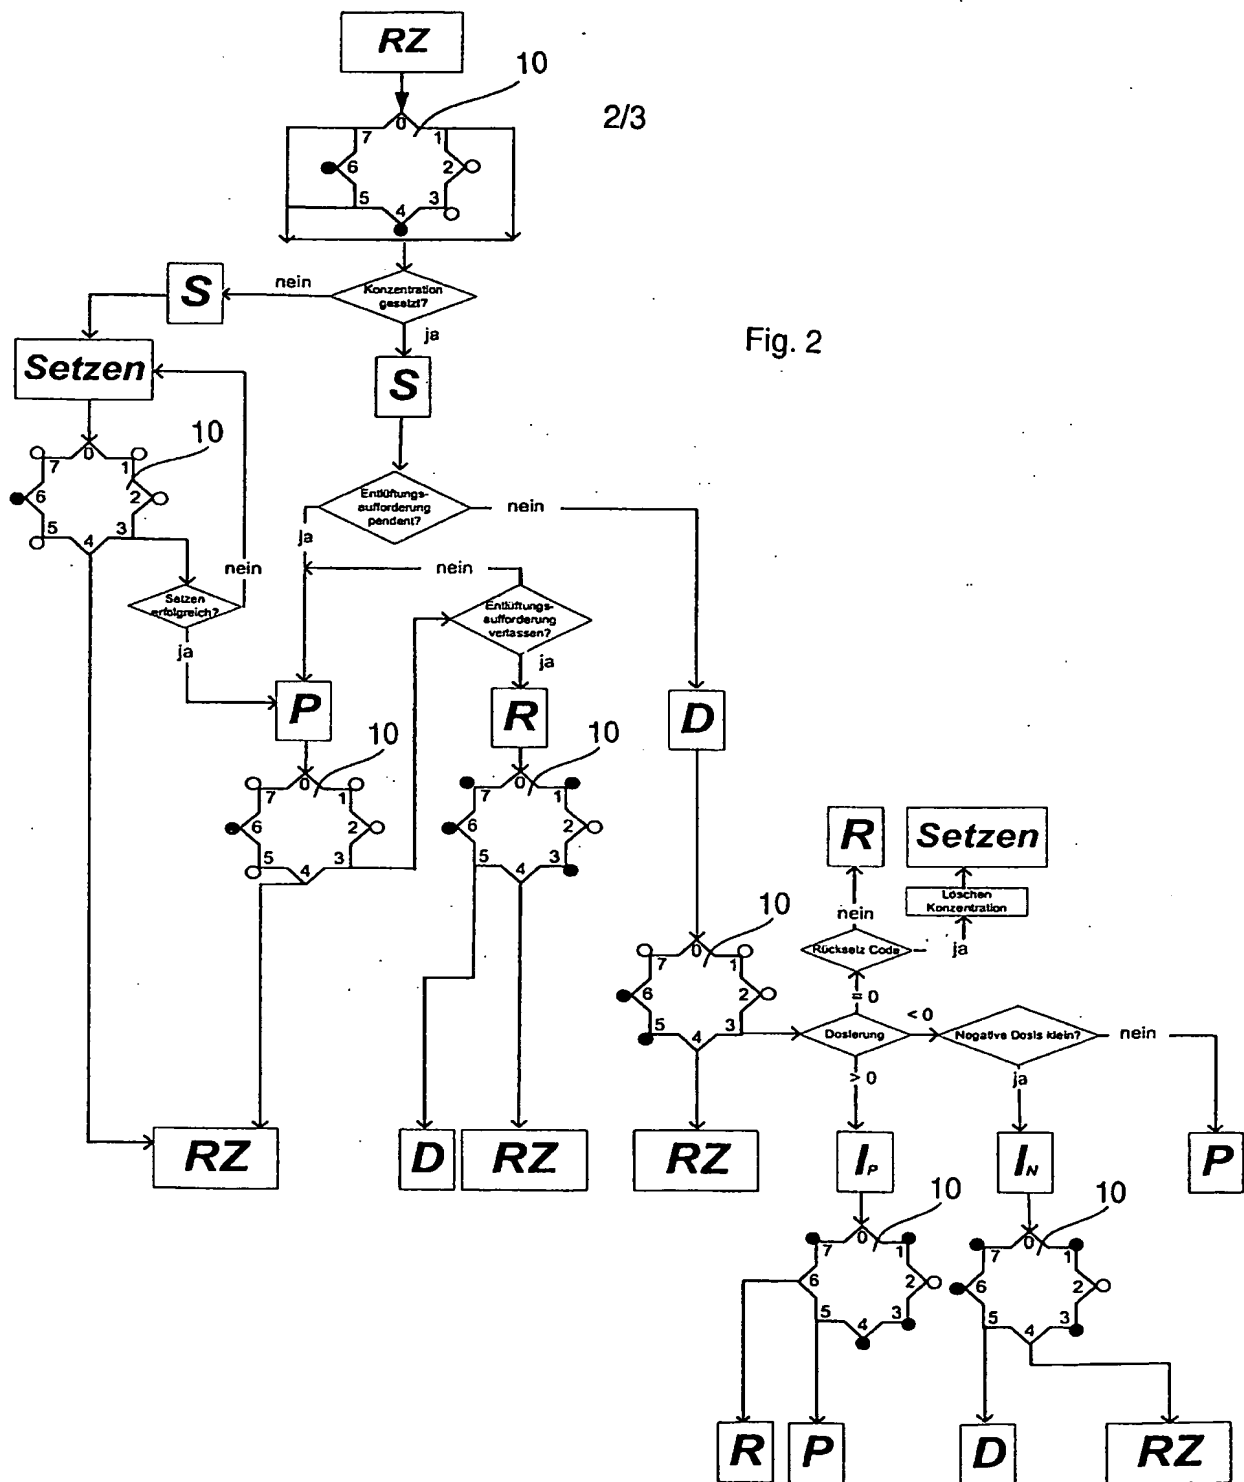 RZ
10
2/3
0
7
1
6
2
5
3
4
Konzentration
gesetzt?
nein
S
ja
Fig. 2
Setzen
S
10
0
7
1
6
2
5
3
4
Entlüftungs-
aufforderung
pendent?
nein
ja
nein
nein
Setzen
erfolgreich?
Entlüftungs-
aufforderung
verlassen?
ja
ja
P
R
D
10
0
7
1
6
2
5
3
4
10
0
7
1
6
2
5
3
4
R
Setzen
Löschen
Konzentration
nein
Rücksetz Code
ja
10
0
7
1
6
2
5
3
4
= 0
< 0
Dosierung
Negative Dosis klein?
nein
> 0
ja
RZ
D
RZ
RZ
IP
IN
P
10
0
7
1
6
2
5
3
4
10
0
7
1
6
2
5
3
4
R
P
D
RZ